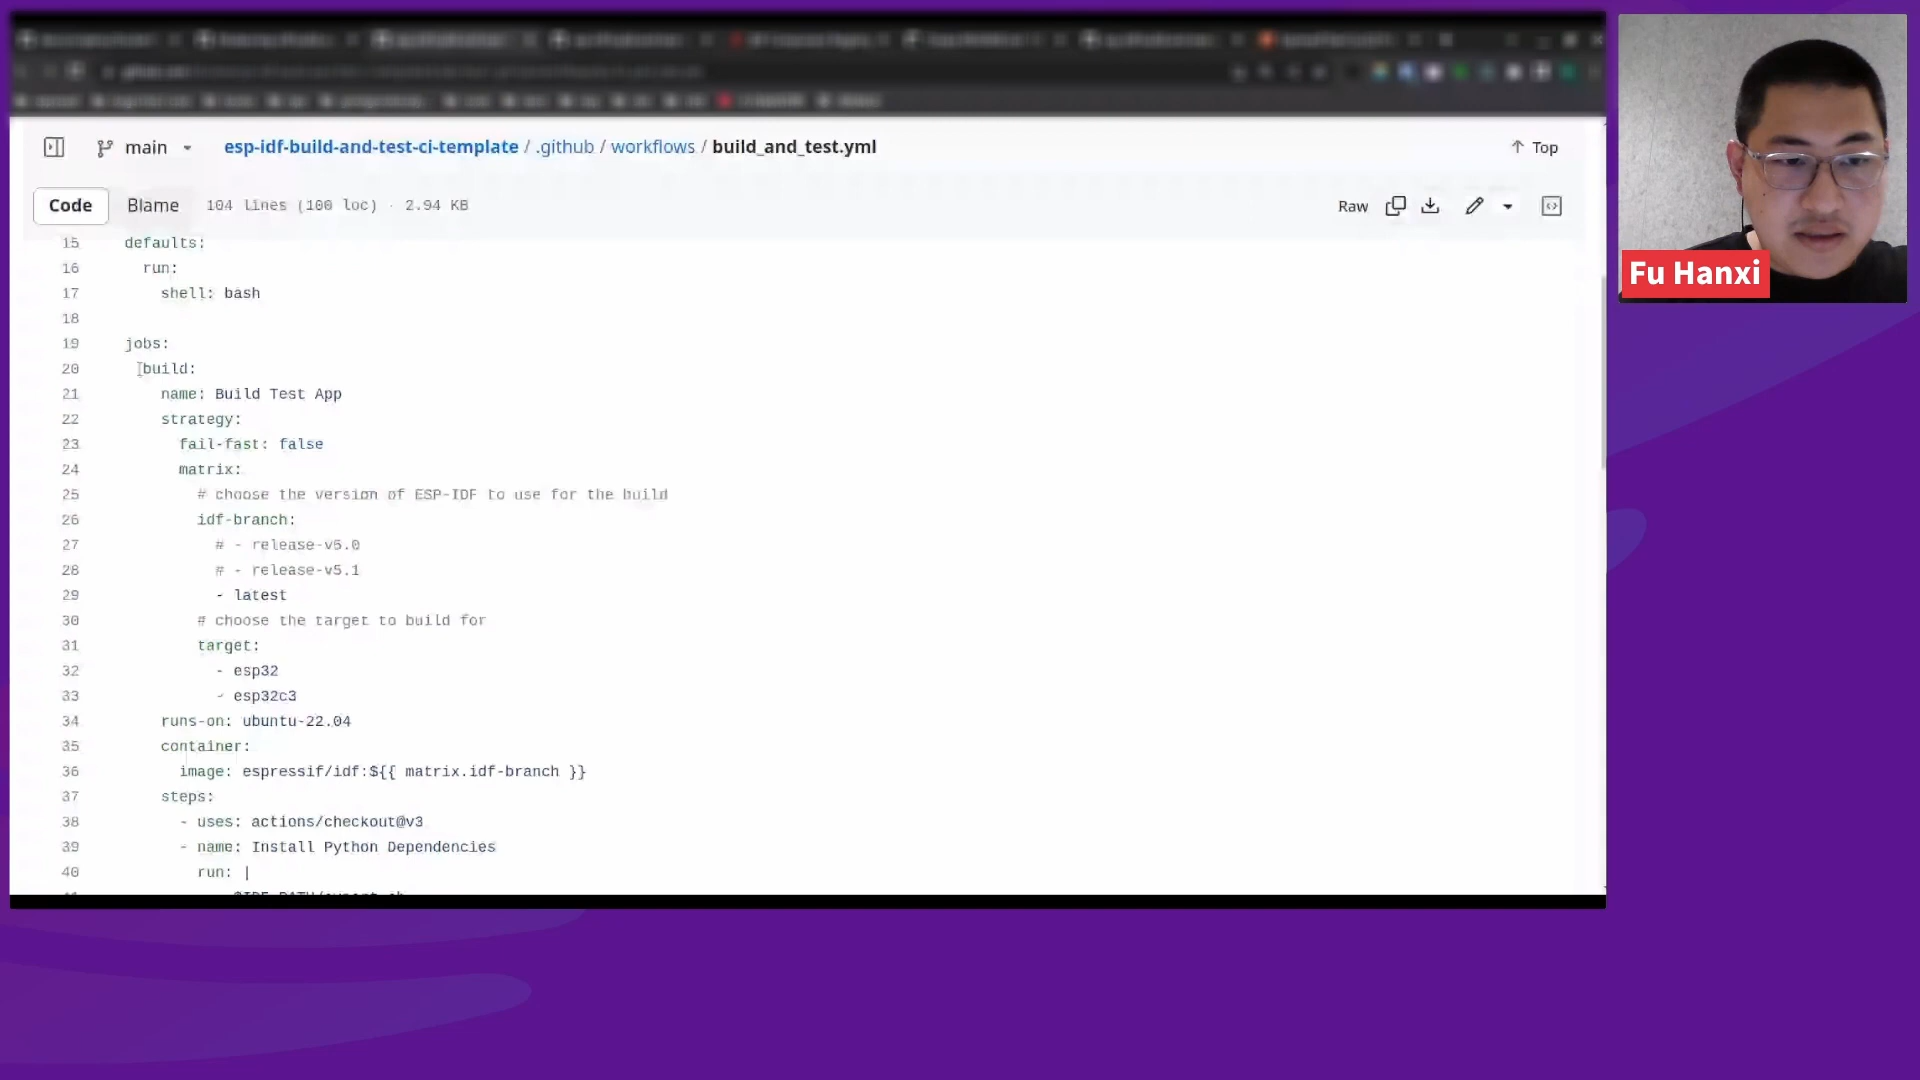 main
esp-idf-build-and-test-ci-template / .github / workflows / build_and_test.yml
Top
Code
Blame
104 lines (100 loc) · 2.94 KB
Raw
15 defaults:
16 run:
17 shell: bash
18
19 jobs:
20 build:
21 name: Build Test App
22 strategy:
23 fail-fast: false
24 matrix:
25 # choose the version of ESP-IDF to use for the build
26 idf-branch:
27 # - release-v5.0
28 # - release-v5.1
29 - latest
30 # choose the target to build for
31 target:
32 - esp32
33 - esp32c3
34 runs-on: ubuntu-22.04
35 container:
36 image: espressif/idf:${{ matrix.idf-branch }}
37 steps:
38 - uses: actions/checkout@v3
39 - name: Install Python Dependencies
40 run: |
Fu Hanxi